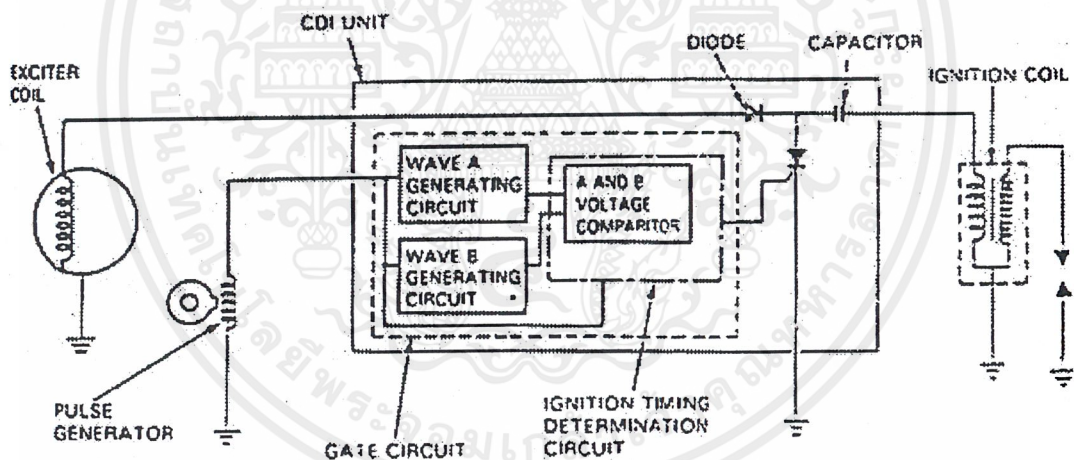 CDI UNIT
DIODE
CAPACITOR
EXCITER
COIL
IGNITION COIL
WAVE A
GENERATING
CIRCUIT
A AND B
VOLTAGE
COMPARITOR
WAVE B
GENERATING
CIRCUIT
PULSE
GENERATOR
GATE CIRCUIT
IGNITION TIMING
DETERMINATION
CIRCUIT